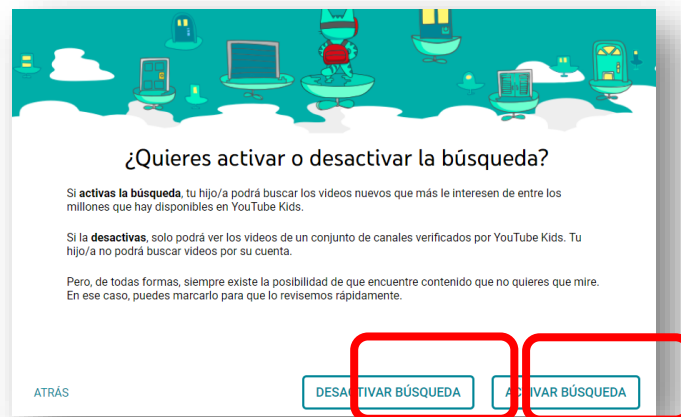 ¿Quieres activar o desactivar la búsqueda?
Si activas la búsqueda, tu hijo/a podrá buscar los videos nuevos que más le interesen de entre los
millones que hay disponibles en YouTube Kids.
Si la desactivas, solo podrá ver los videos de un conjunto de canales verificados por YouTube Kids. Tu
hijo/a no podrá buscar videos por su cuenta.
Pero, de todas formas, siempre existe la posibilidad de que encuentre contenido que no quieres que mire.
En ese caso, puedes marcarlo para que lo revisemos rápidamente.
ATRÁS
DESACTIVAR BÚSQUEDA
ACTIVAR BÚSQUEDA